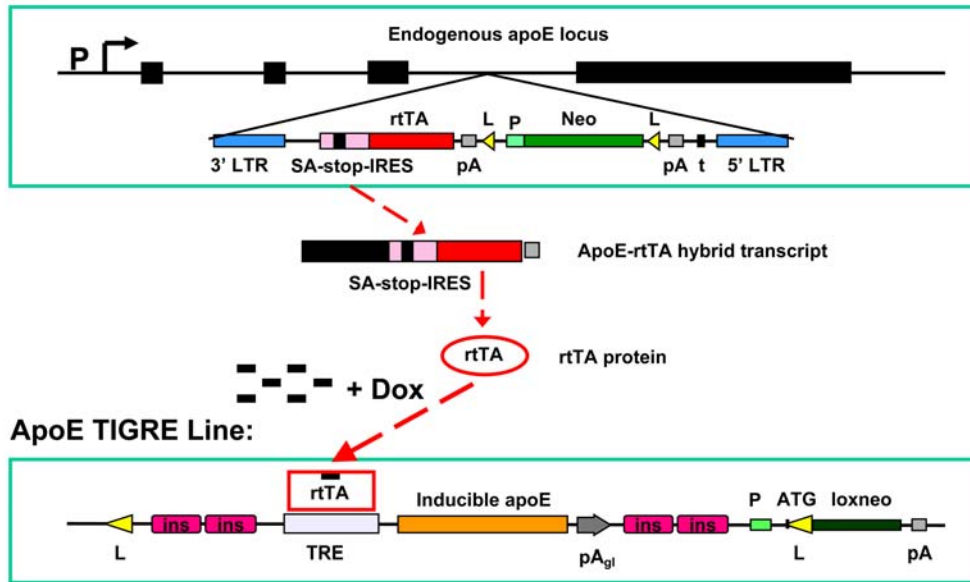 Endogenous apoE locus
P
rtTA L P Neo L
3' LTR SA-stop-IRES pA pA t 5' LTR
ApoE-rtTA hybrid transcript
SA-stop-IRES
rtTA rtTA protein
+ Dox
ApoE TIGRE Line:
rtTA Inducible apoE P ATG loxneo
ins ins ins ins
L TRE pAgl L pA